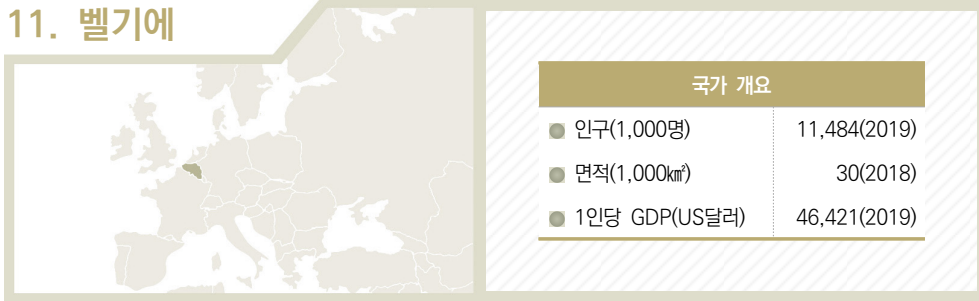 11. 벨기에
국가 개요
인구(1,000명) 11,484(2019)
면적(1,000㎢) 30(2018)
1인당 GDP(US달러) 46,421(2019)